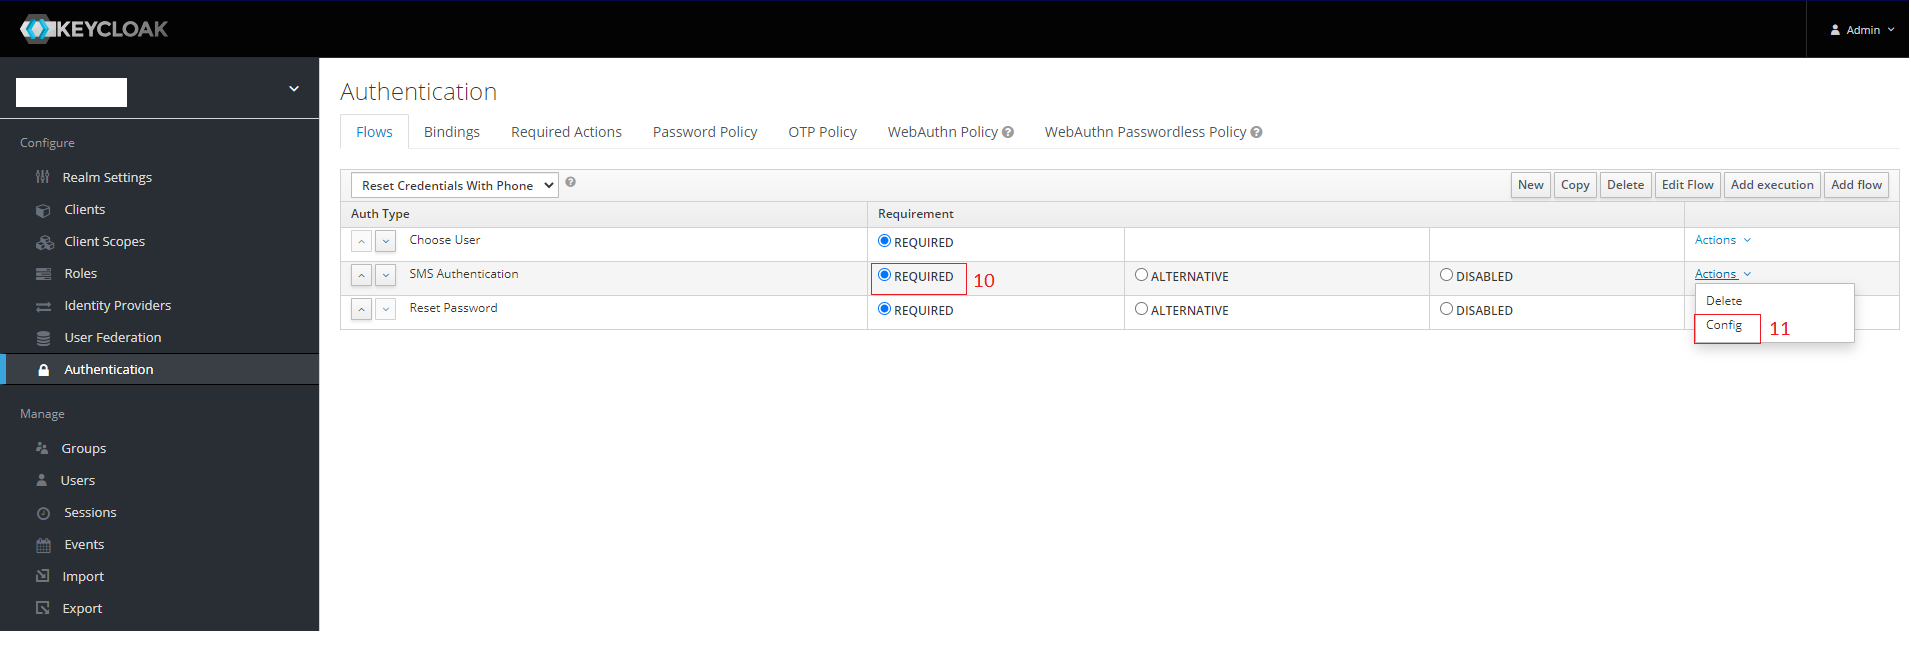 KEYCLOAK
Admin
Configure
Realm Settings
Clients
Client Scopes
Roles
Identity Providers
User Federation
Authentication
Manage
Groups
Users
Sessions
Events
Import
Export
Authentication
Flows Bindings Required Actions Password Policy OTP Policy WebAuthn Policy WebAuthn Passwordless Policy
Reset Credentials With Phone New Copy Delete Edit Flow Add execution Add flow
Auth Type Requirement
Choose User REQUIRED Actions
SMS Authentication REQUIRED 10 ALTERNATIVE DISABLED Actions
Reset Password REQUIRED ALTERNATIVE DISABLED
Delete
Config 11